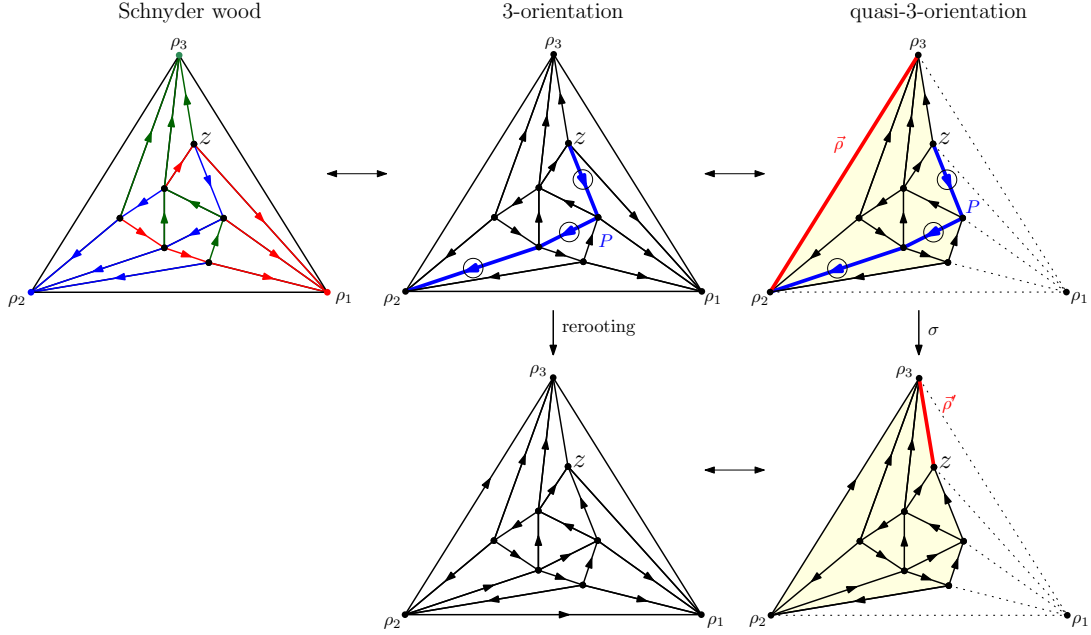 Schnyder wood
3-orientation
quasi-3-orientation
ρ₃
ρ₃
ρ₃
z
z
z
ρ⃗
P
P
ρ₂
ρ₁
ρ₂
ρ₁
ρ₂
ρ₁
rerooting
σ
ρ₃
ρ₃
ρ⃗′
z
z
ρ₂
ρ₁
ρ₂
ρ₁